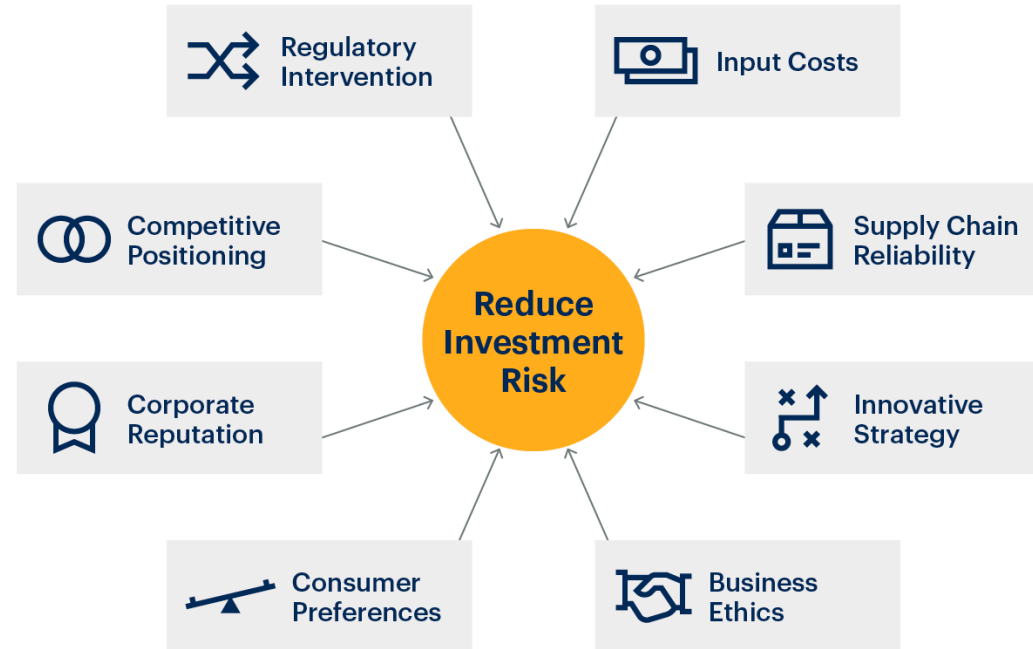 Regulatory
Intervention
Input Costs
Competitive
Positioning
Supply Chain
Reliability
Reduce
Investment
Risk
Corporate
Reputation
Innovative
Strategy
Consumer
Preferences
Business
Ethics